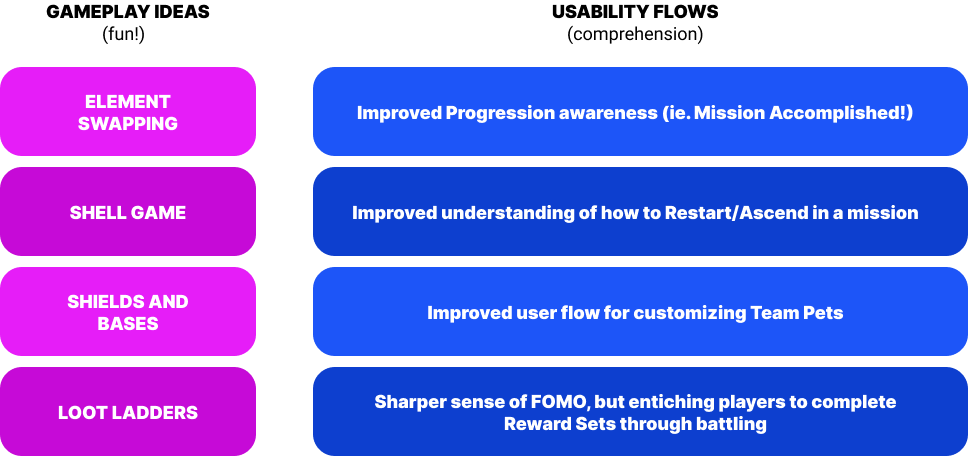 GAMEPLAY IDEAS
(fun!)
USABILITY FLOWS
(comprehension)
ELEMENT
SWAPPING
Improved Progression awareness (ie. Mission Accomplished!)
SHELL GAME
Improved understanding of how to Restart/Ascend in a mission
SHIELDS AND
BASES
Improved user flow for customizing Team Pets
LOOT LADDERS
Sharper sense of FOMO, but entiching players to complete
Reward Sets through battling